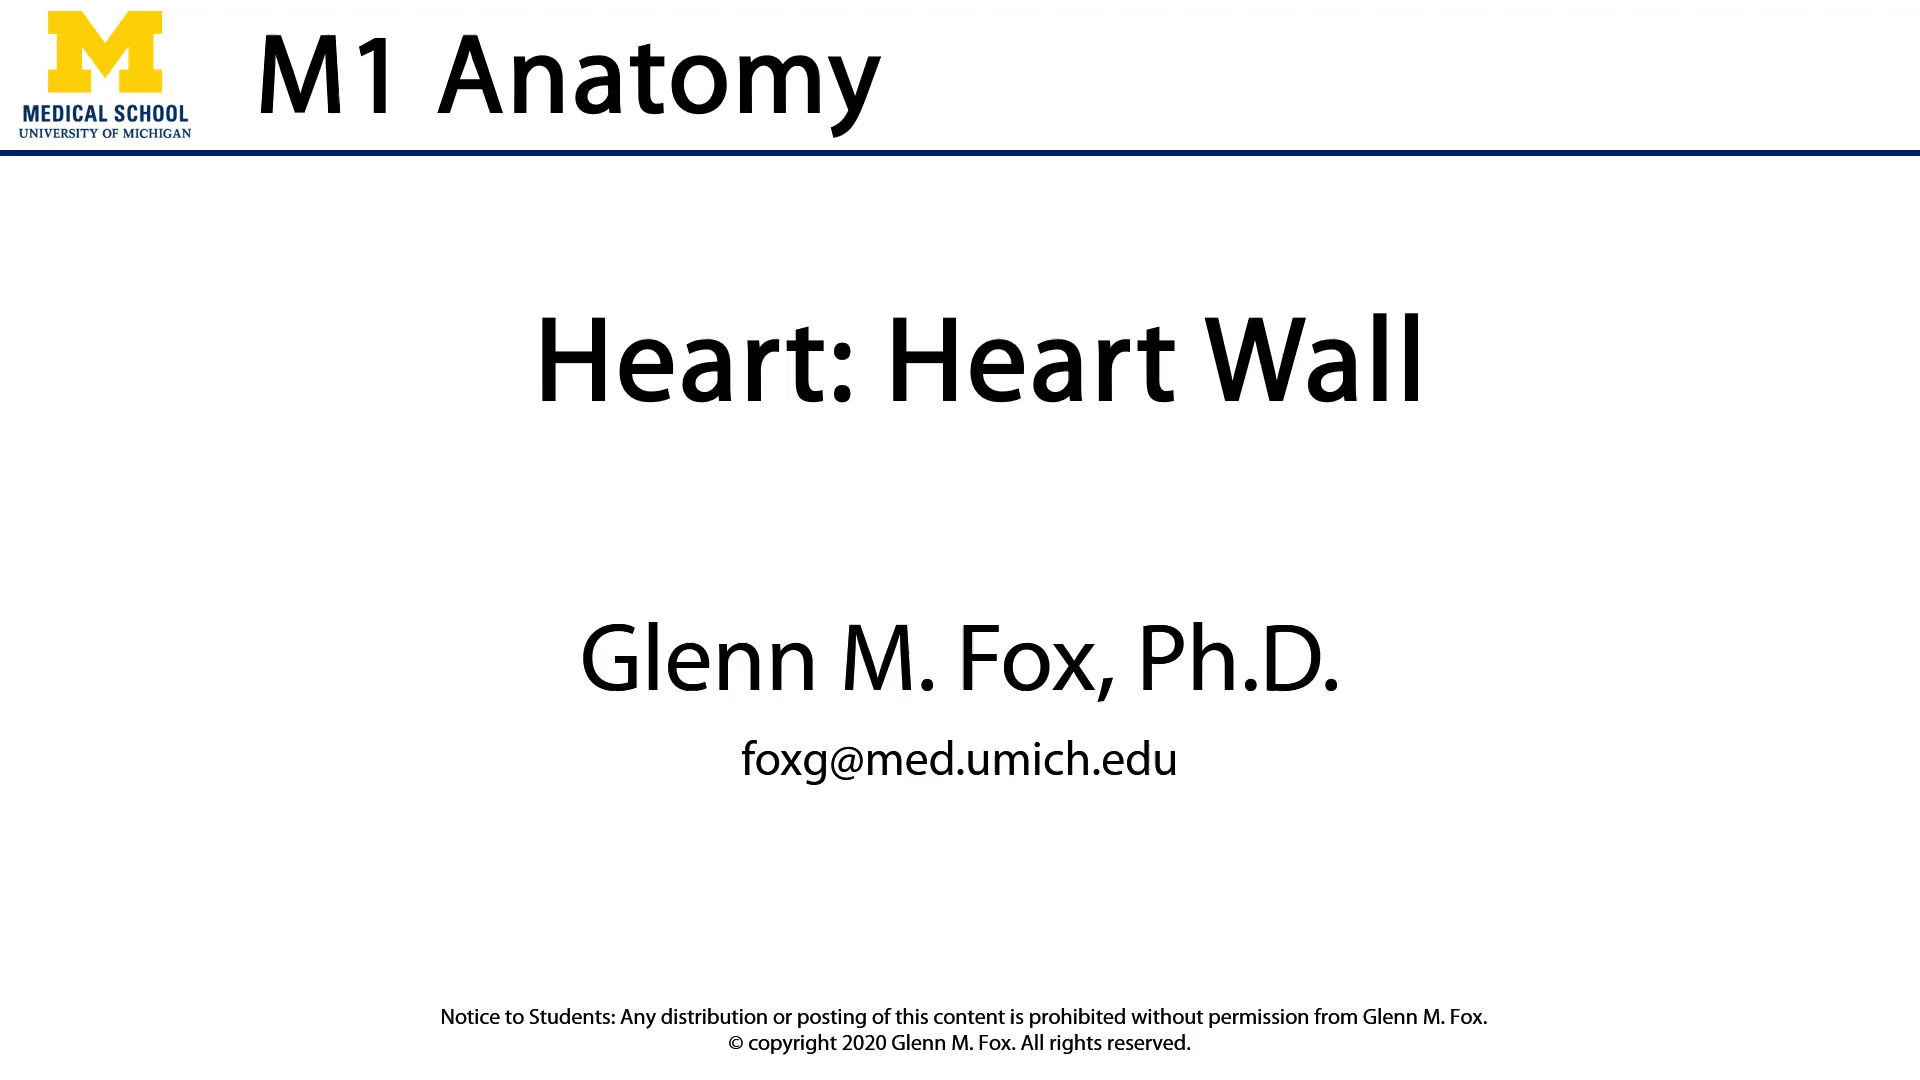 M
MEDICAL SCHOOL
UNIVERSITY OF MICHIGAN
M1 Anatomy
Heart: Heart Wall
Glenn M. Fox, Ph.D.
foxg@med.umich.edu
Notice to Students: Any distribution or posting of this content is prohibited without permission from Glenn M. Fox.
© copyright 2020 Glenn M. Fox. All rights reserved.